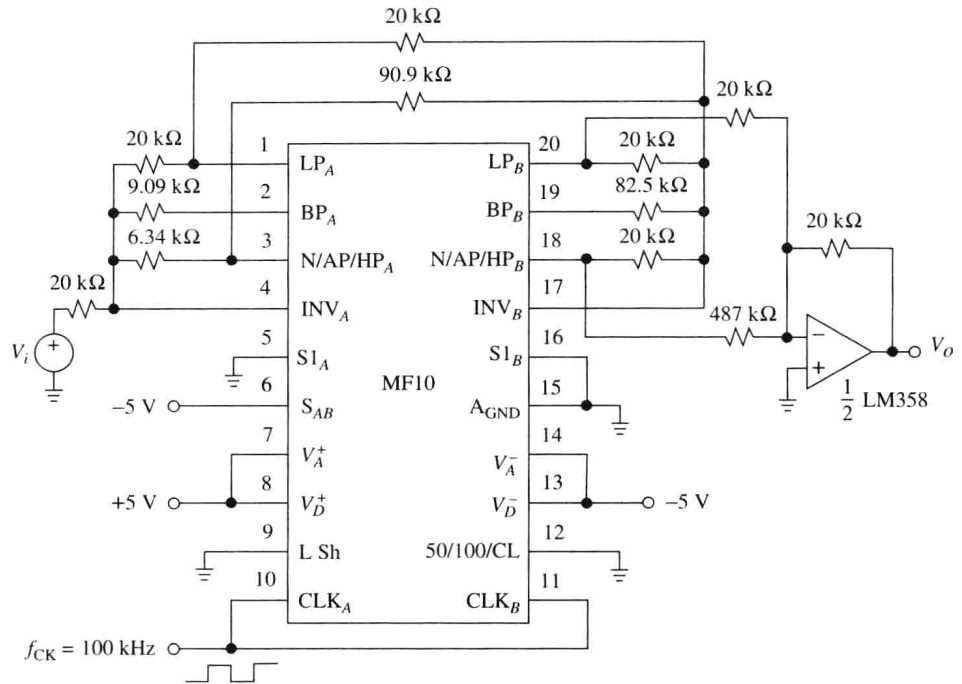 20 kΩ
90.9 kΩ
20 kΩ
20 kΩ
1
LP_A
20
LP_B
20 kΩ
9.09 kΩ
2
BP_A
19
BP_B
82.5 kΩ
6.34 kΩ
3
N/AP/HP_A
18
N/AP/HP_B
20 kΩ
20 kΩ
20 kΩ
4
INV_A
17
INV_B
487 kΩ
V_i
+
5
S1_A
16
S1_B
−
+
V_O
MF10
1/2 LM358
−5 V
6
S_AB
15
A_GND
7
V_A^+
14
V_A^−
+5 V
8
V_D^+
13
V_D^−
−5 V
9
L Sh
12
50/100/CL
10
CLK_A
11
CLK_B
f_CK = 100 kHz